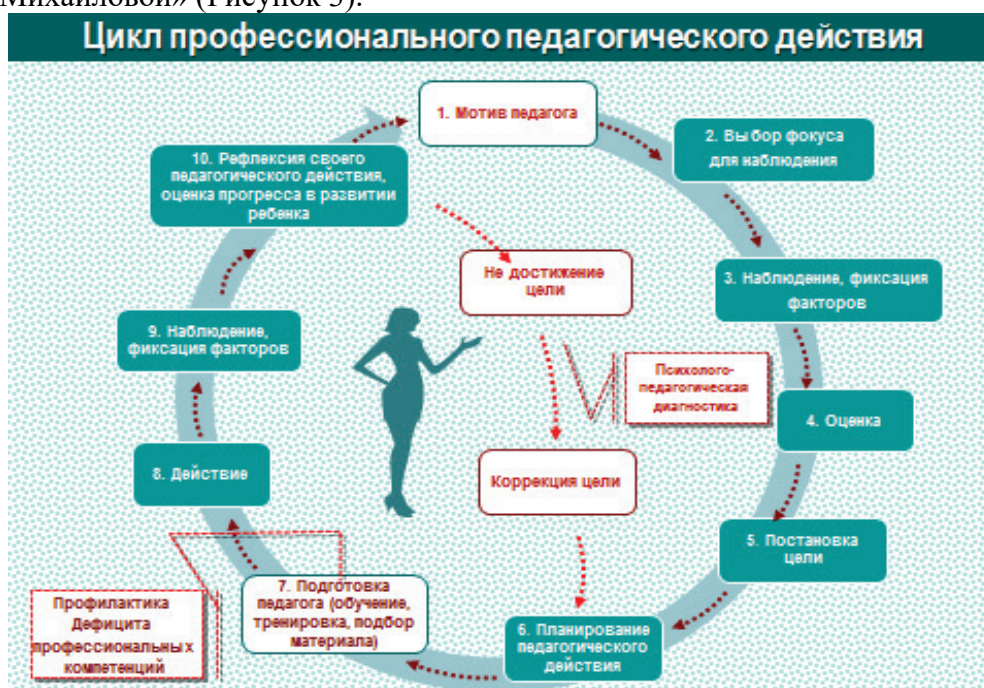 Михайловой» (Рисунок 3).
Цикл профессионального педагогического действия
1. Мотив педагога
2. Выбор фокуса
для наблюдения
3. Наблюдение, фиксация
факторов
4. Оценка
5. Постановка
цели
6. Планирование
педагогического
действия
7. Подготовка
педагога (обучение,
тренировка, подбор
материала)
8. Действие
9. Наблюдение,
фиксация факторов
10. Рефлексия своего
педагогического действия,
оценка прогресса в развитии
ребенка
Не достижение
цели
Коррекция цели
Психолого-
педагогическая
диагностика
Профилактика
Дефицита
профессиональных
компетенций